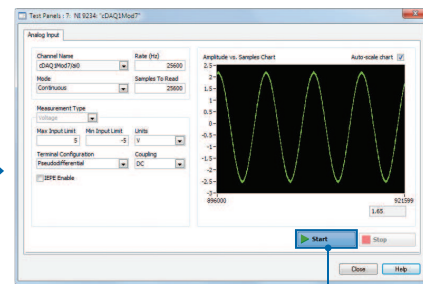 Test Panels : 7: NI 9234: "cDAQ1Mod7"
Analog Input
Channel Name
cDAQ1Mod7/ai0
Rate (Hz)
25600
Mode
Continuous
Samples To Read
25600
Measurement Type
Voltage
Max Input Limit
5
Min Input Limit
-5
Units
V
Terminal Configuration
Pseudodifferential
Coupling
DC
IEPE Enable
Amplitude vs. Samples Chart
Auto-scale chart
2.5
2
1.5
1
0.5
0
-0.5
-1
-1.5
-2
-2.5
-3
896000
921599
1.65
Start
Stop
Close
Help